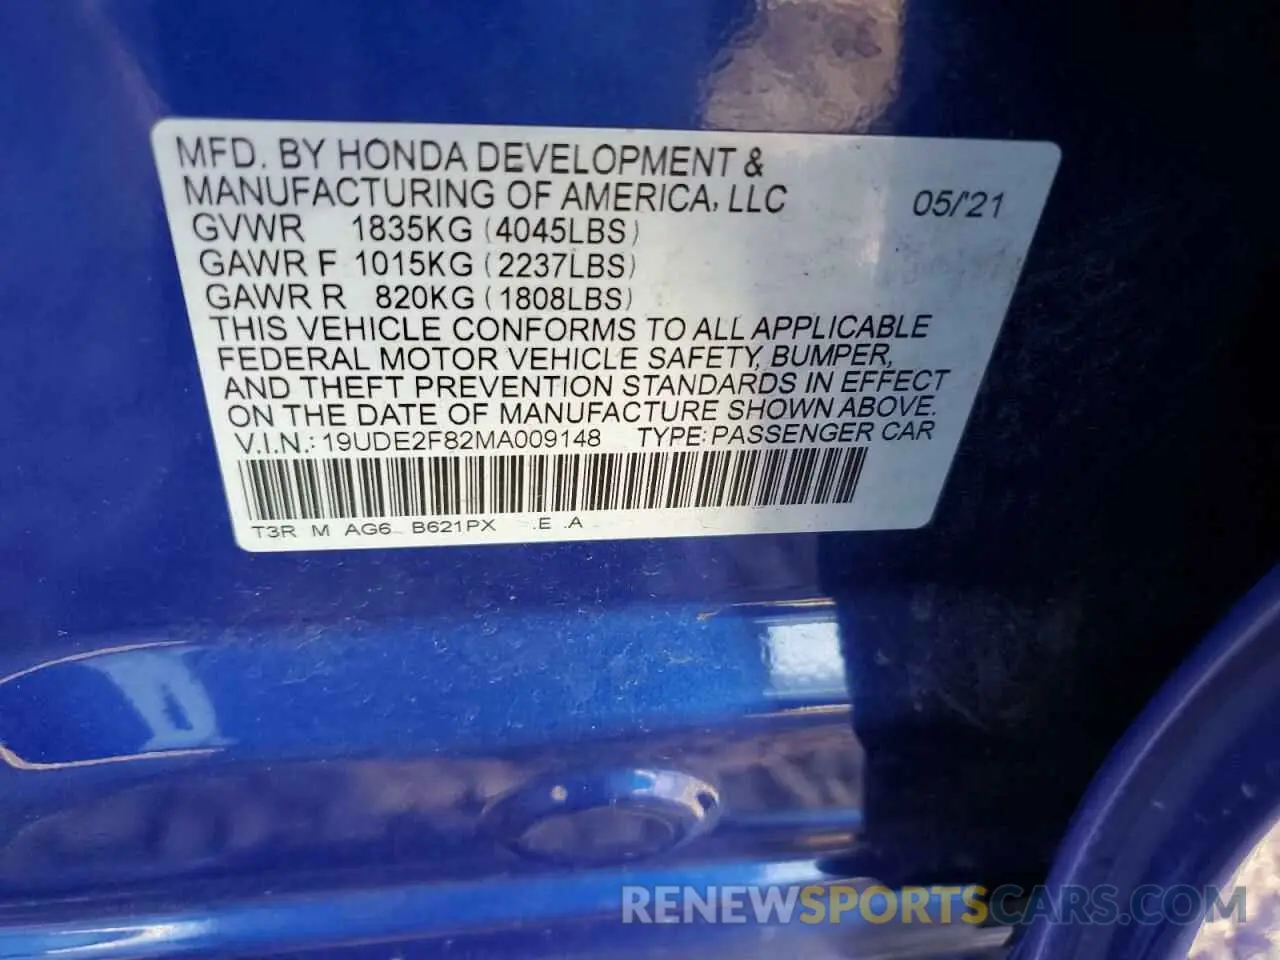 MFD. BY HONDA DEVELOPMENT &
MANUFACTURING OF AMERICA, LLC 05/'21
GVWR 1835KG (4045LBS)
GAWR F 1015KG (2237LBS)
GAWR R 820KG (1808LBS)
THIS VEHICLE CONFORMS TO ALL APPLICABLE
FEDERAL MOTOR VEHICLE SAFETY, BUMPER,
AND THEFT PREVENTION STANDARDS IN EFFECT
ON THE DATE OF MANUFACTURE SHOWN ABOVE.
V.I.N.: 19UDE2F82MA009148 TYPE: PASSENGER CAR
T3R M AG6 B621PX .E .A
RENEWSPORTSCARS.COM